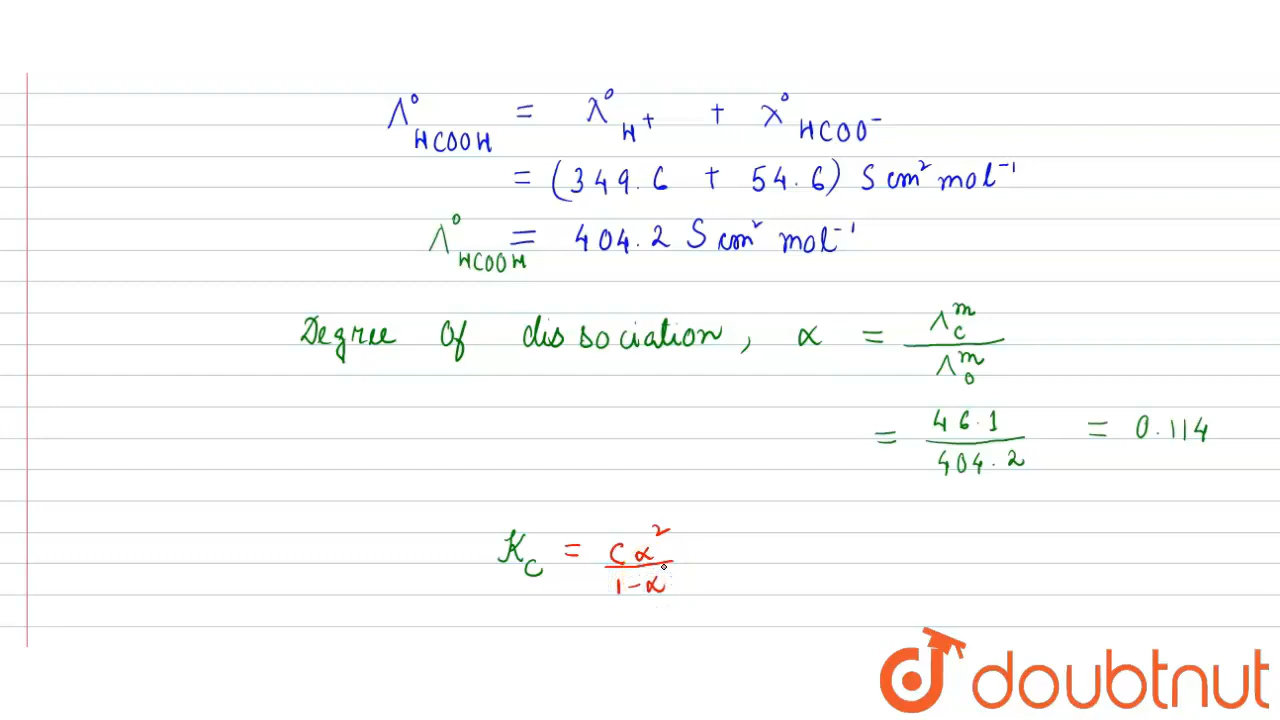 Λ°HCOOH = λ°H+ + λ°HCOO−
= (349.6 + 54.6) S cm² mol⁻¹
Λ°HCOOH = 404.2 S cm² mol⁻¹
Degree of dissociation, α = Λᵐc / Λᵐ₀
= 46.1 / 404.2 = 0.114
Kc = Cα² / 1-α
doubtnut